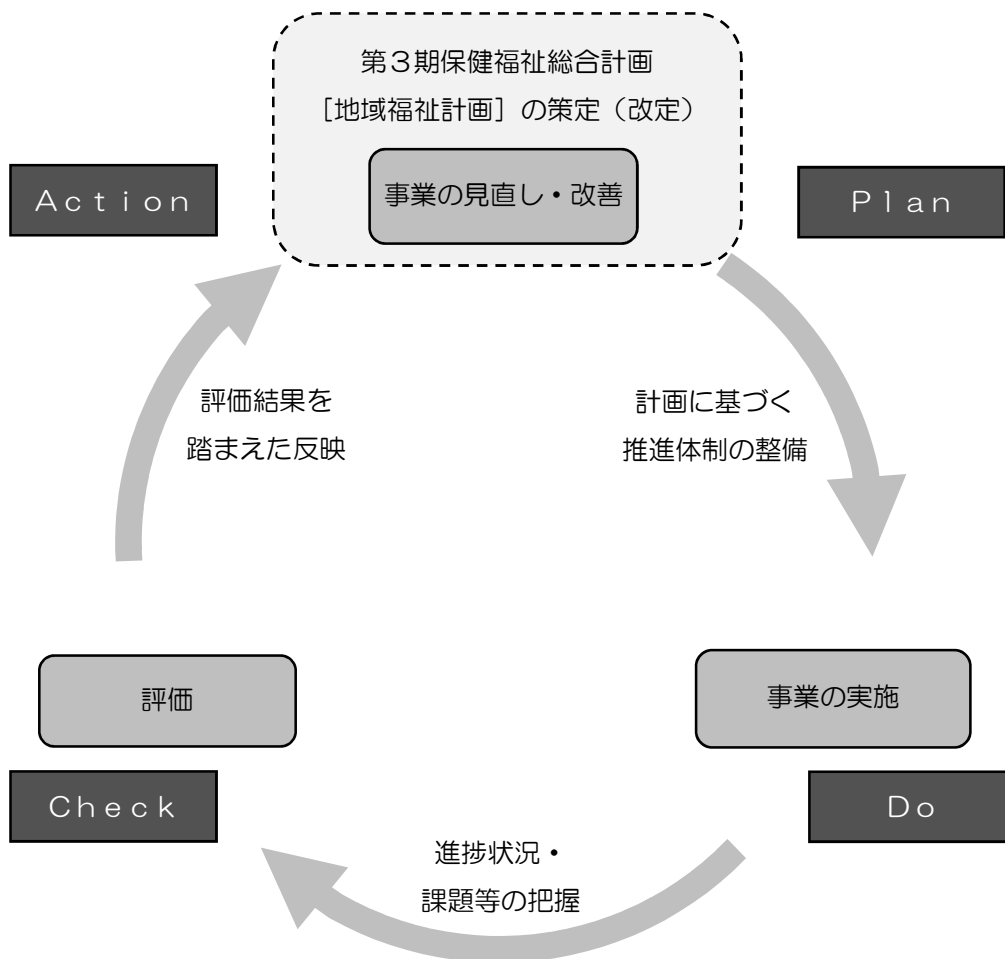 第３期保健福祉総合計画
［地域福祉計画］の策定（改定）
事業の見直し・改善
Ａｃｔｉｏｎ
Ｐｌａｎ
評価結果を
踏まえた反映
計画に基づく
推進体制の整備
評価
事業の実施
Ｃｈｅｃｋ
Ｄｏ
進捗状況・
課題等の把握